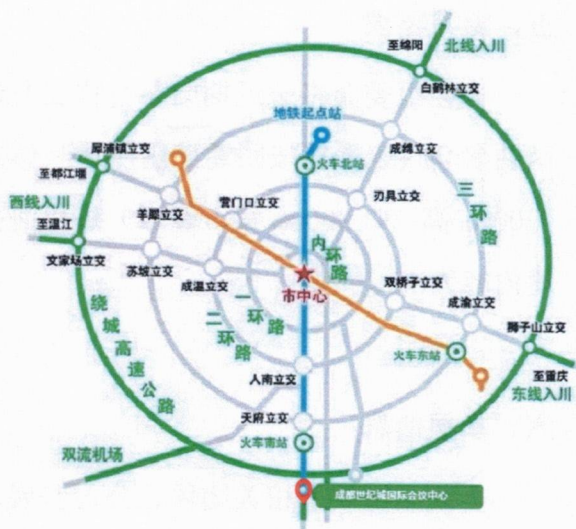 至绵阳
北线入川
白鹤林立交
地铁起点站
成绵立交
犀浦镇立交
火车北站
至都江堰
三环路
刃具立交
营门口立交
西线入川
羊犀立交
至温江
内环路
文家场立交
苏坡立交
成温立交
市中心
双桥子立交
成渝立交
一环路
二环路
狮子山立交
绕城高速公路
火车东站
至重庆
人南立交
东线入川
天府立交
火车南站
双流机场
成都世纪城国际会议中心